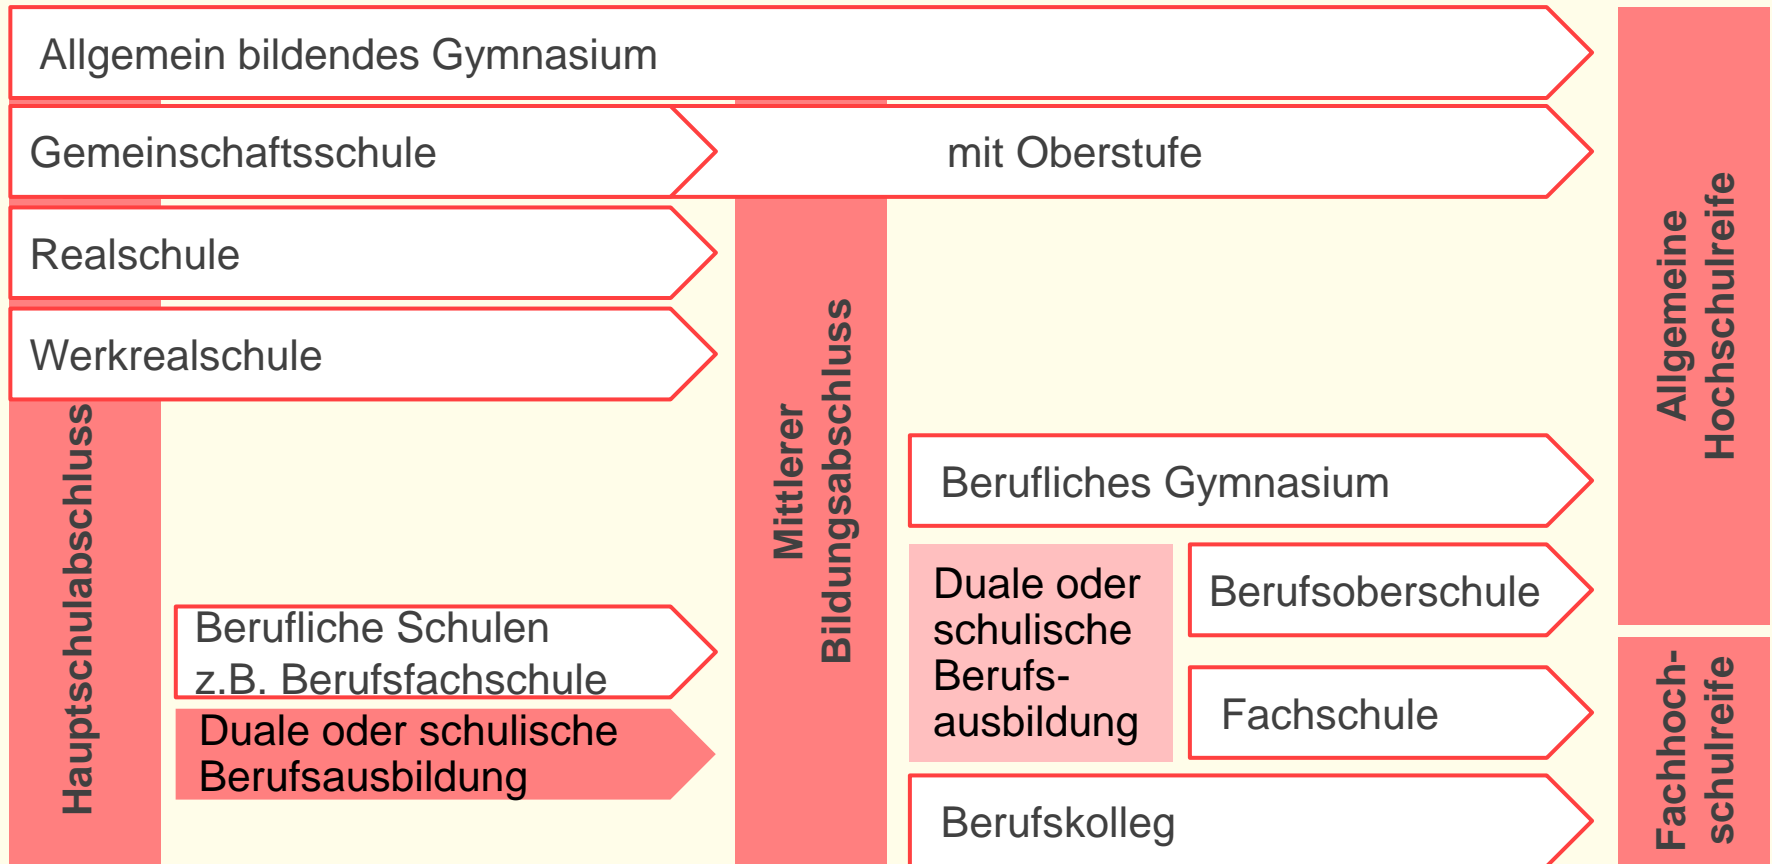 Allgemein bildendes Gymnasium
Gemeinschaftsschule
mit Oberstufe
Realschule
Werkrealschule
Hauptschulabschluss
Berufliche Schulen
z.B. Berufsfachschule
Duale oder schulische
Berufsausbildung
Mittlerer
Bildungsabschluss
Berufliches Gymnasium
Duale oder
schulische
Berufs-
ausbildung
Berufsoberschule
Fachschule
Berufskolleg
Allgemeine
Hochschulreife
Fachhoch-
schulreife